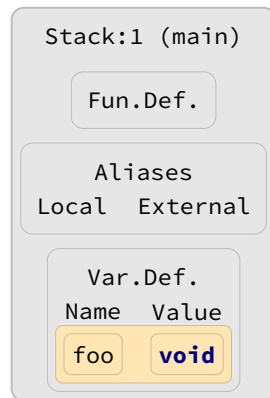 Stack:1 (main)
Fun.Def.
Aliases
Local External
Var.Def.
Name Value
foo void